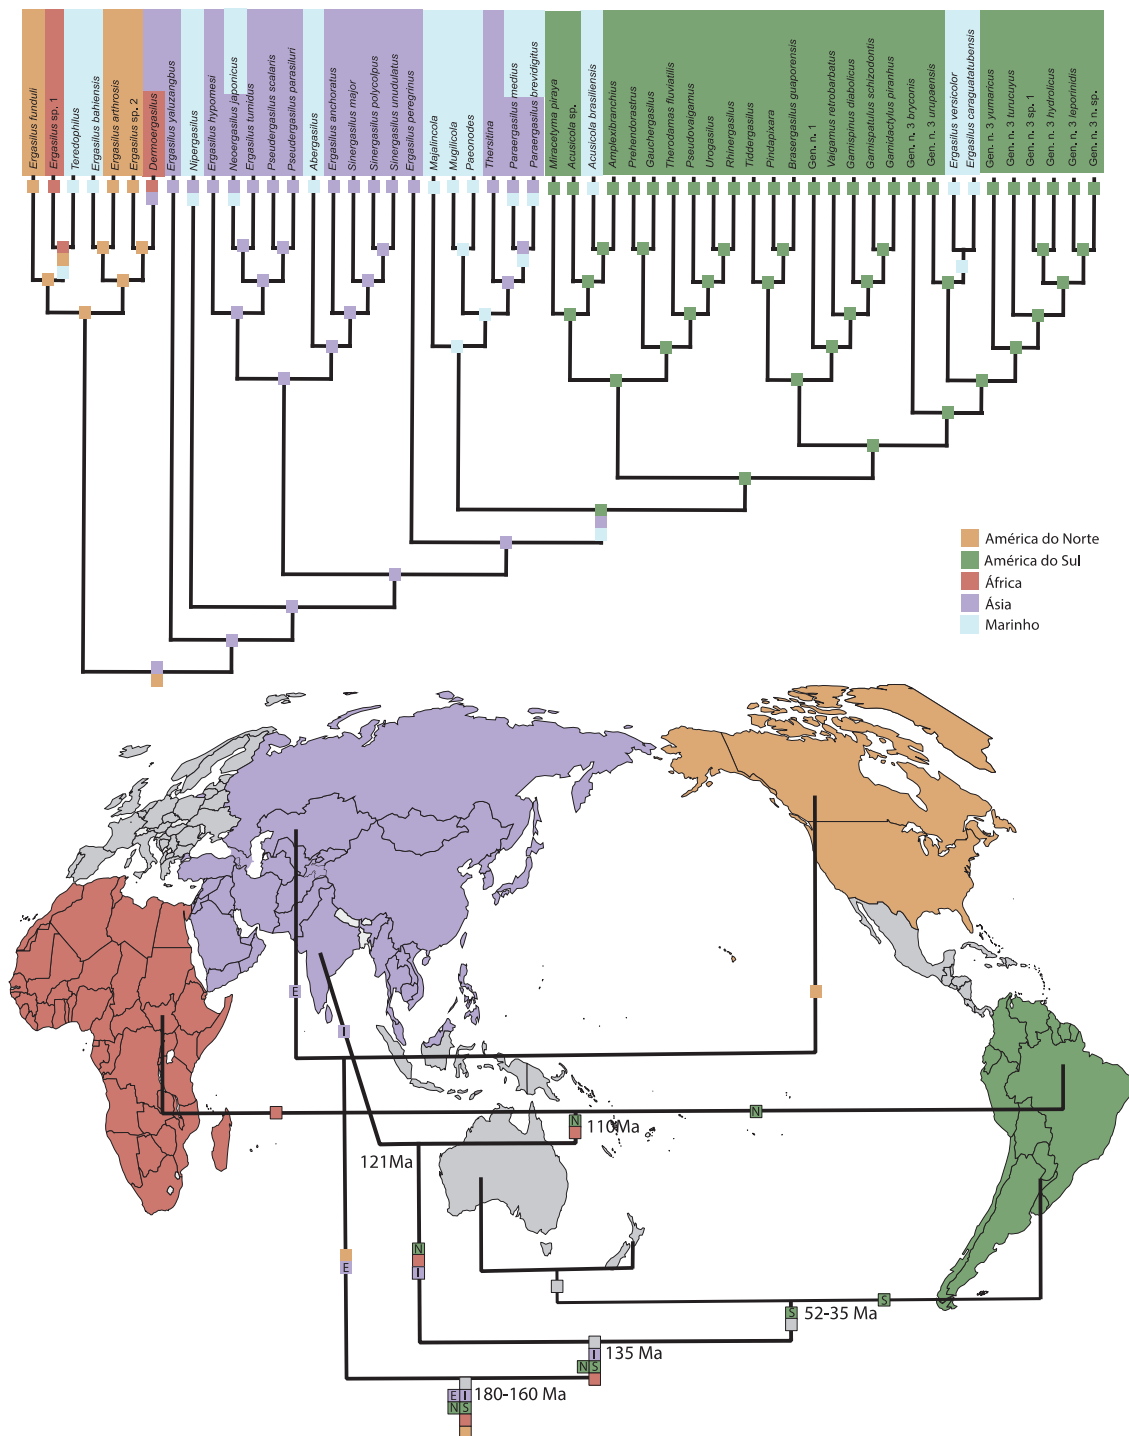 Ergasilus funduli
Ergasilus sp. 1
Teredophilus
Ergasilus bahiensis
Ergasilus arthrosis
Ergasilus sp. 2
Dermoergasilus
Ergasilus yaluzangbus
Nipergasilus
Ergasilus hypomesi
Neoergasilus japonicus
Ergasilus tumidus
Pseudergasilus scalaris
Pseudergasilus parasiluri
Abergasilus
Ergasilus anchoratus
Sinergasilus major
Sinergasilus polycolpus
Sinergasilus unudulatus
Ergasilus peregrinus
Majalincola
Mugilicola
Paeonodes
Thersitina
Paraergasilus medius
Paraergasilus brevidigitus
Miracetyma piraya
Acusicola sp.
Acusicola brasiliensis
Amplexibranchius
Prehendorastrus
Gauchergasilus
Therodamas fluviatilis
Pseudovaigamus
Urogasilus
Rhinergasilus
Tiddergasilus
Pindapixara
Brasergasilus guaporensis
Gen. n. 1
Vaigamus retrobarbatus
Gamispinus diabolicus
Gamispatulus schizodontis
Gamidactylus piranhus
Gen. n. 3 bryconis
Gen. n. 3 urupaensis
Ergasilus versicolor
Ergasilus caraguatatubensis
Gen. n. 3 yumaricus
Gen. n. 3 turucuyus
Gen. n. 3 sp. 1
Gen. n. 3 hydrolicus
Gen. n. 3 leporinidis
Gen. n. 3 n. sp.
América do Norte
América do Sul
África
Ásia
Marinho
E
I
N
N
110Ma
121Ma
N
E
I
S
S
52-35 Ma
135 Ma
I
N S
180-160 Ma
E I
N S